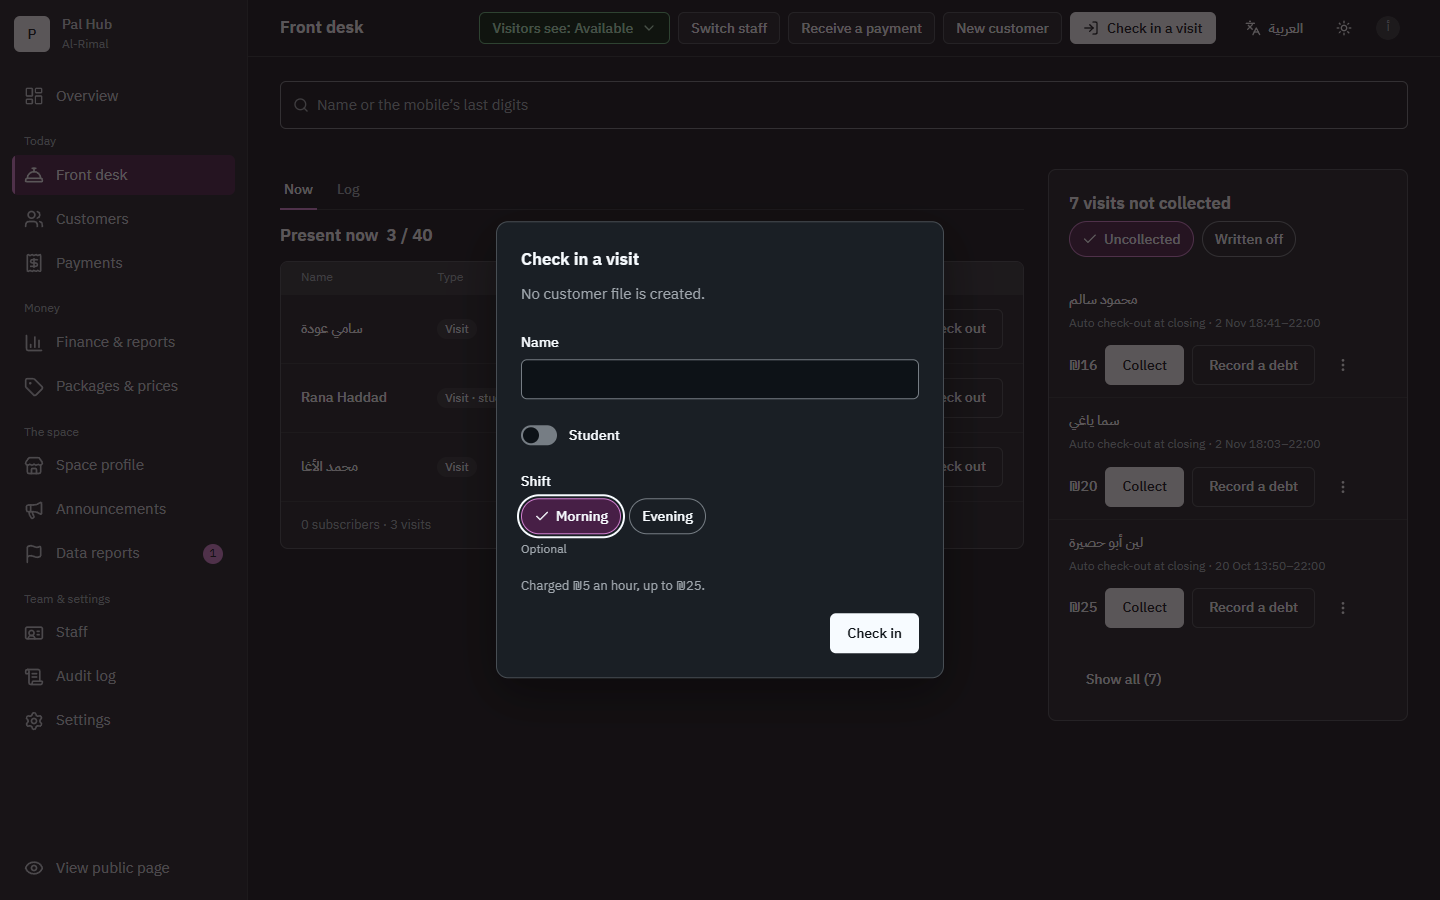 P
Pal Hub
Al-Rimal
Overview
Today
Front desk
Customers
Payments
Money
Finance & reports
Packages & prices
The space
Space profile
Announcements
Data reports
1
Team & settings
Staff
Audit log
Settings
View public page
Front desk
Visitors see: Available
Switch staff
Receive a payment
New customer
Check in a visit
العربية
Name or the mobile’s last digits
Now
Log
Present now 3 / 40
Name
Type
سامي عودة
Visit
ck out
Rana Haddad
Visit · stu
ck out
محمد الأغا
Visit
ck out
0 subscribers · 3 visits
Check in a visit
No customer file is created.
Name
Student
Shift
Morning
Evening
Optional
Charged ₪5 an hour, up to ₪25.
Check in
7 visits not collected
Uncollected
Written off
محمود سالم
Auto check-out at closing · 2 Nov 18:41–22:00
₪16
Collect
Record a debt
سما ياغي
Auto check-out at closing · 2 Nov 18:03–22:00
₪20
Collect
Record a debt
لين أبو حصيرة
Auto check-out at closing · 20 Oct 13:50–22:00
₪25
Collect
Record a debt
Show all (7)